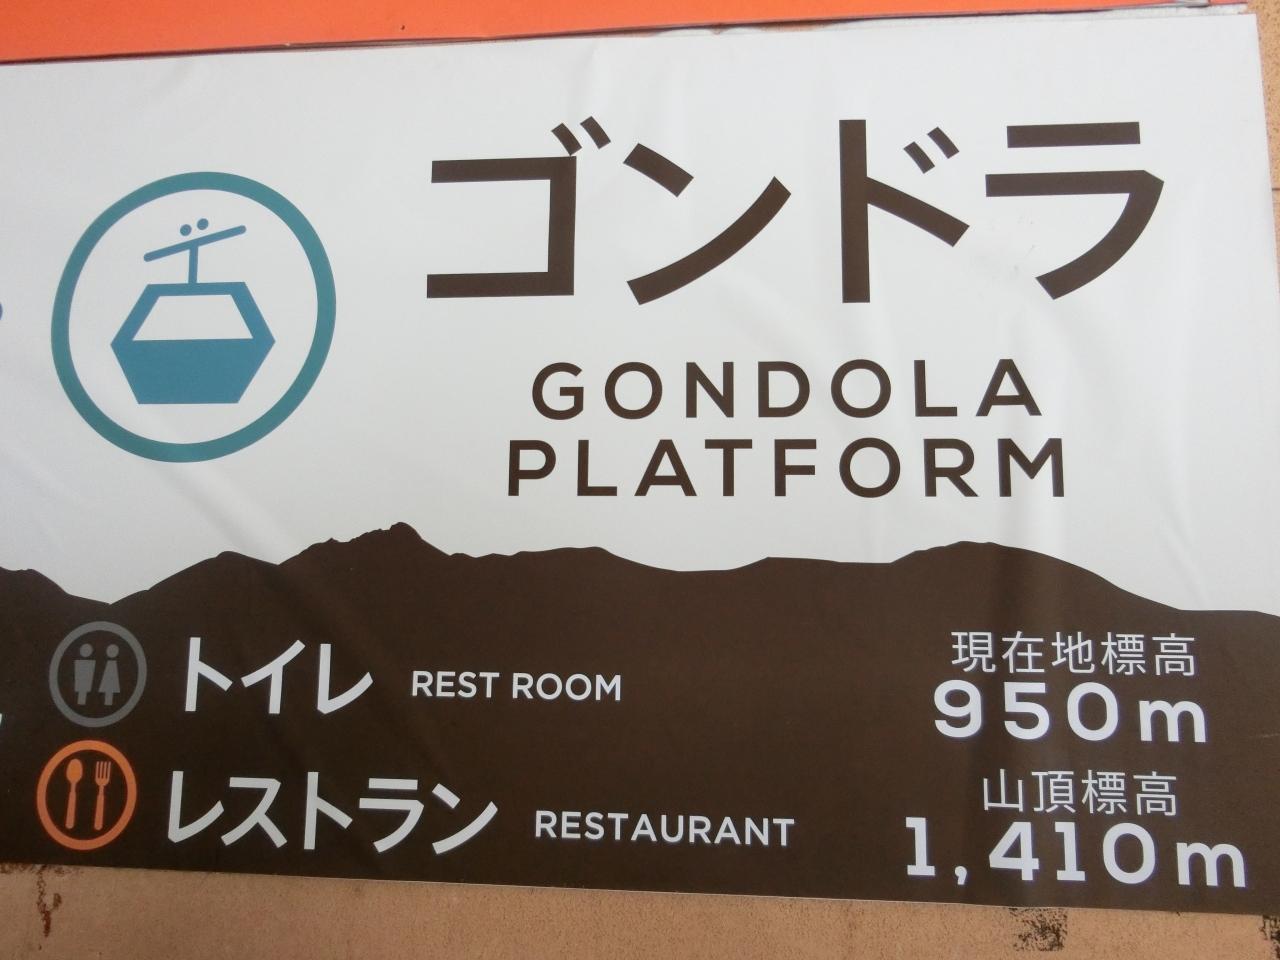 ゴンドラ
GONDOLA
PLATFORM
トイレ REST ROOM
レストラン RESTAURANT
現在地標高
950m
山頂標高
1,410m